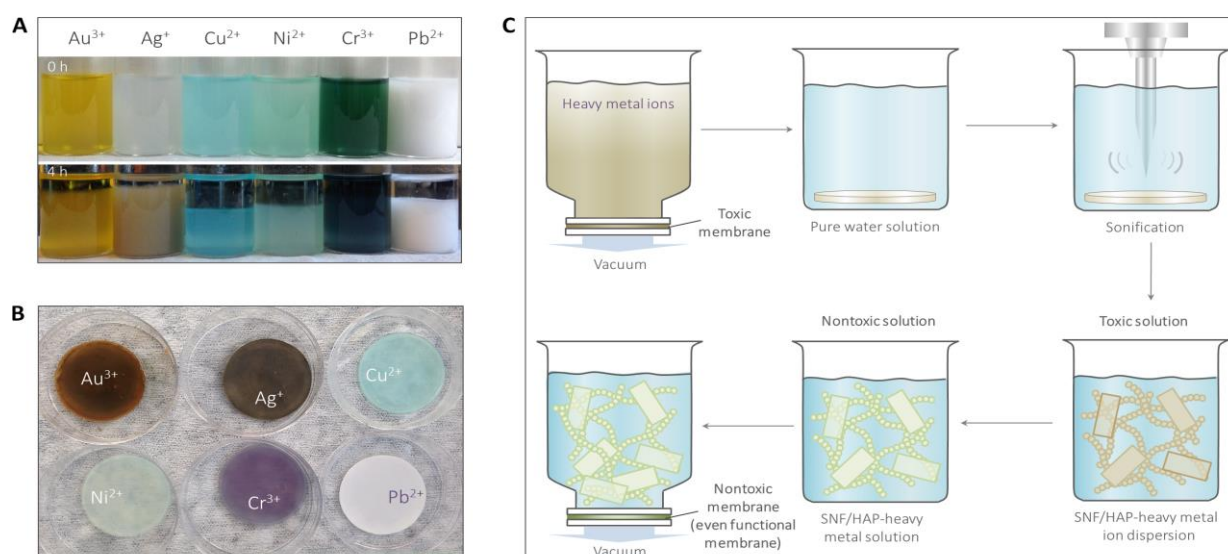 A
Au³⁺ Ag⁺ Cu²⁺ Ni²⁺ Cr³⁺ Pb²⁺
0 h
4 h
B
Au³⁺
Ag⁺
Cu²⁺
Ni²⁺
Cr³⁺
Pb²⁺
C
Heavy metal ions
Toxic
membrane
Vacuum
Pure water solution
Sonification
Toxic solution
SNF/HAP-heavy metal
ion dispersion
Nontoxic solution
SNF/HAP-heavy
metal solution
Nontoxic
membrane
(even functional
membrane)
Vacuum